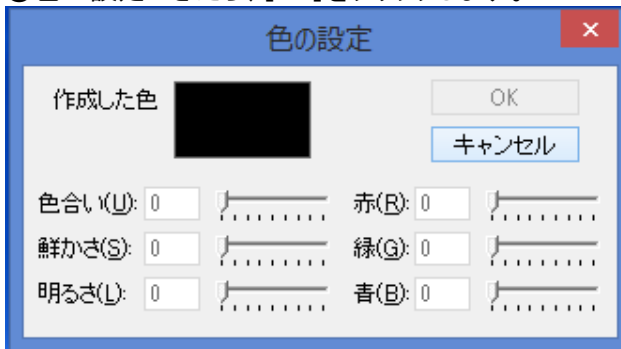 色の設定
作成した色
OK
キャンセル
色合い(U): 0 赤(R): 0
鮮かさ(S): 0 緑(G): 0
明るさ(L): 0 青(B): 0